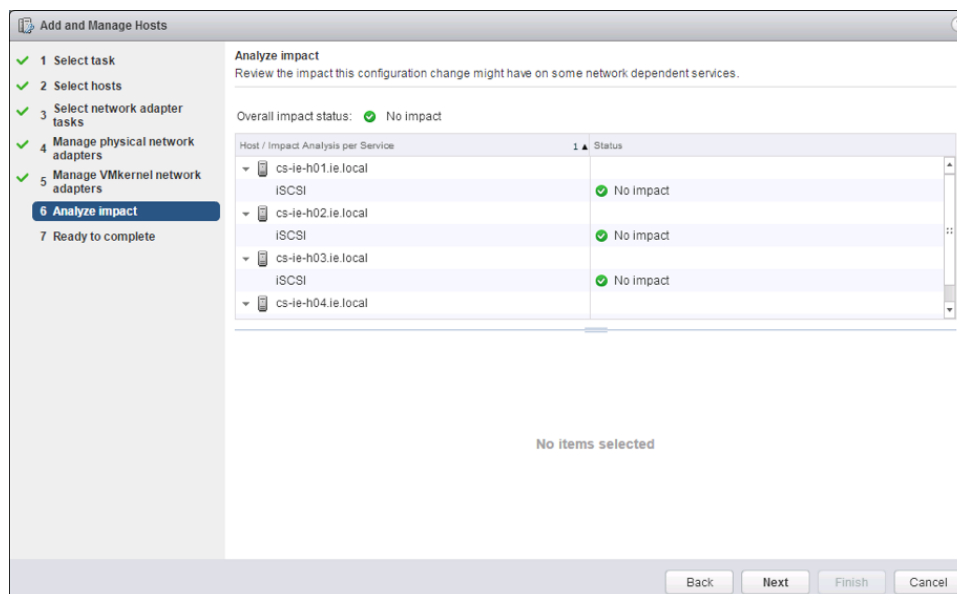 Add and Manage Hosts
1 Select task
2 Select hosts
3 Select network adapter
tasks
4 Manage physical network
adapters
5 Manage VMkernel network
adapters
6 Analyze impact
7 Ready to complete
Analyze impact
Review the impact this configuration change might have on some network dependent services.
Overall impact status: No impact
Host / Impact Analysis per Service 1 ▲ Status
cs-ie-h01.ie.local
iSCSI No impact
cs-ie-h02.ie.local
iSCSI No impact
cs-ie-h03.ie.local
iSCSI No impact
cs-ie-h04.ie.local
No items selected
Back Next Finish Cancel